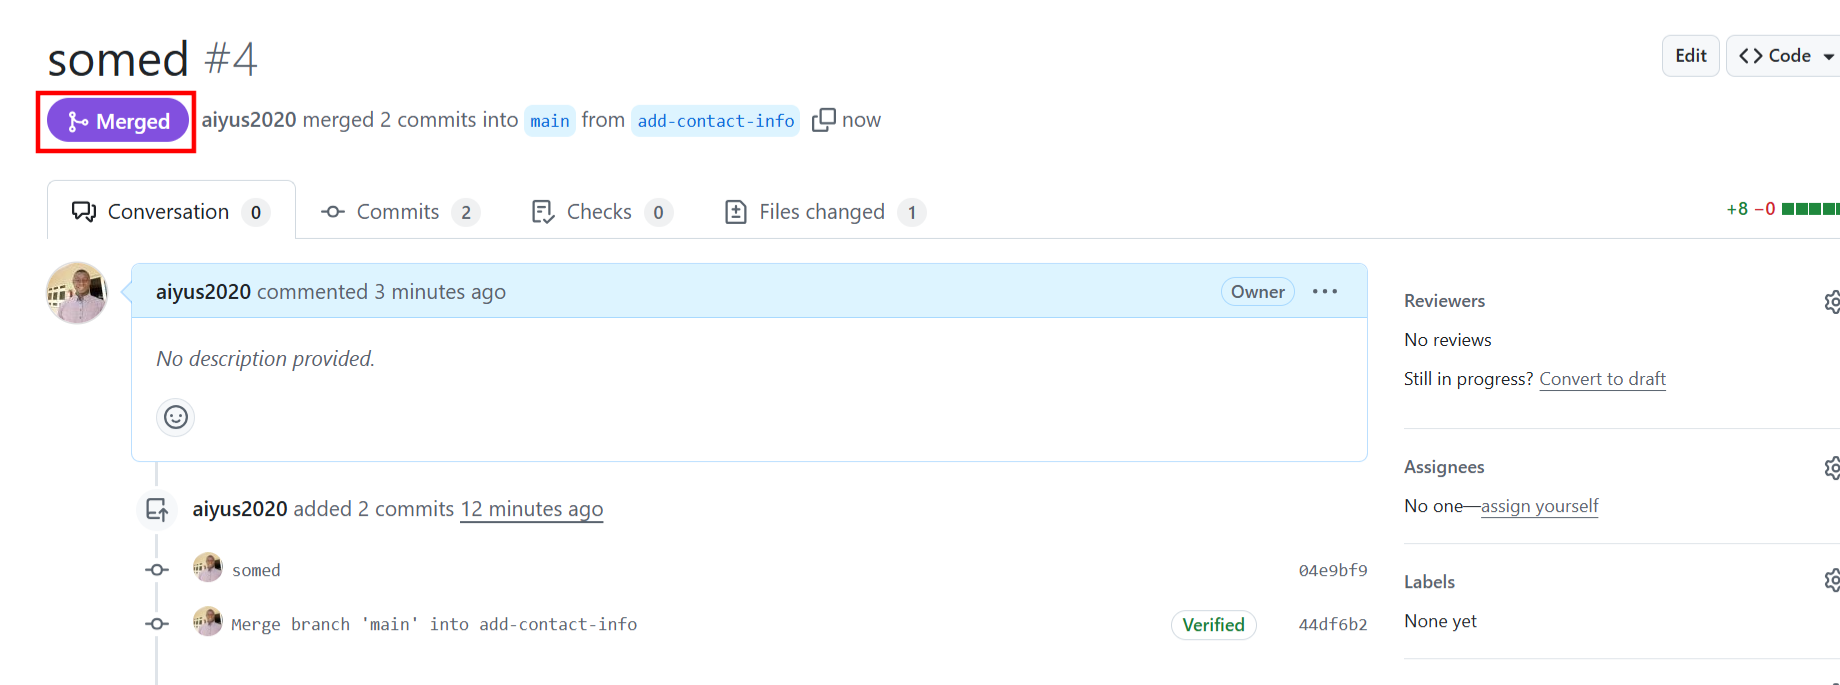 somed #4
Edit
Code
Merged aiyus2020 merged 2 commits into main from add-contact-info now
Conversation 0
Commits 2
Checks 0
Files changed 1
+8 −0
aiyus2020 commented 3 minutes ago
Owner
No description provided.
aiyus2020 added 2 commits 12 minutes ago
somed
04e9bf9
Merge branch 'main' into add-contact-info
Verified
44df6b2
Reviewers
No reviews
Still in progress? Convert to draft
Assignees
No one—assign yourself
Labels
None yet